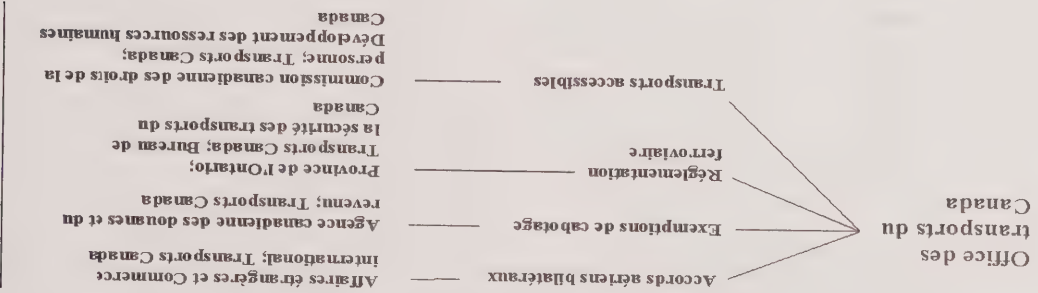 Office des
transports du
Canada
Accords aériens bilatéraux
Affaires étrangères et Commerce
international; Transports Canada
Exemptions de cabotage
Agence canadienne des douanes et du
revenu; Transports Canada
Réglementation
ferroviaire
Province de l'Ontario;
Transports Canada; Bureau de
la sécurité des transports du
Canada
Transports accessibles
Commission canadienne des droits de la
personne; Transports Canada;
Développement des ressources humaines
Canada